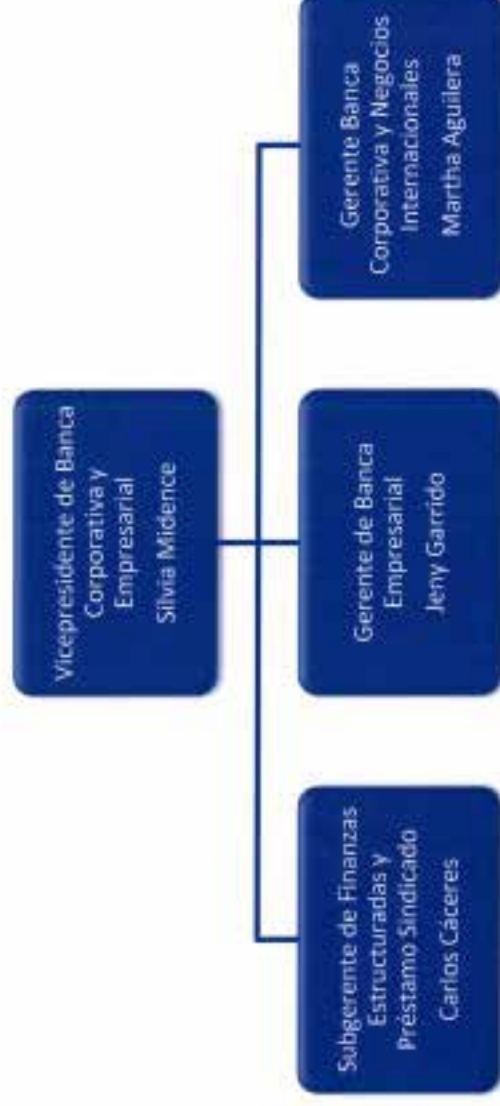 Vicepresidente de Banca
Corporativa y
Empresarial
Silvia Midence
Subgerente de Finanzas
Estructuradas y
Préstamo Sindicado
Carlos Cáceres
Gerente de Banca
Empresarial
Jeny Garrido
Gerente Banca
Corporativa y Negocios
Internacionales
Martha Aguilera